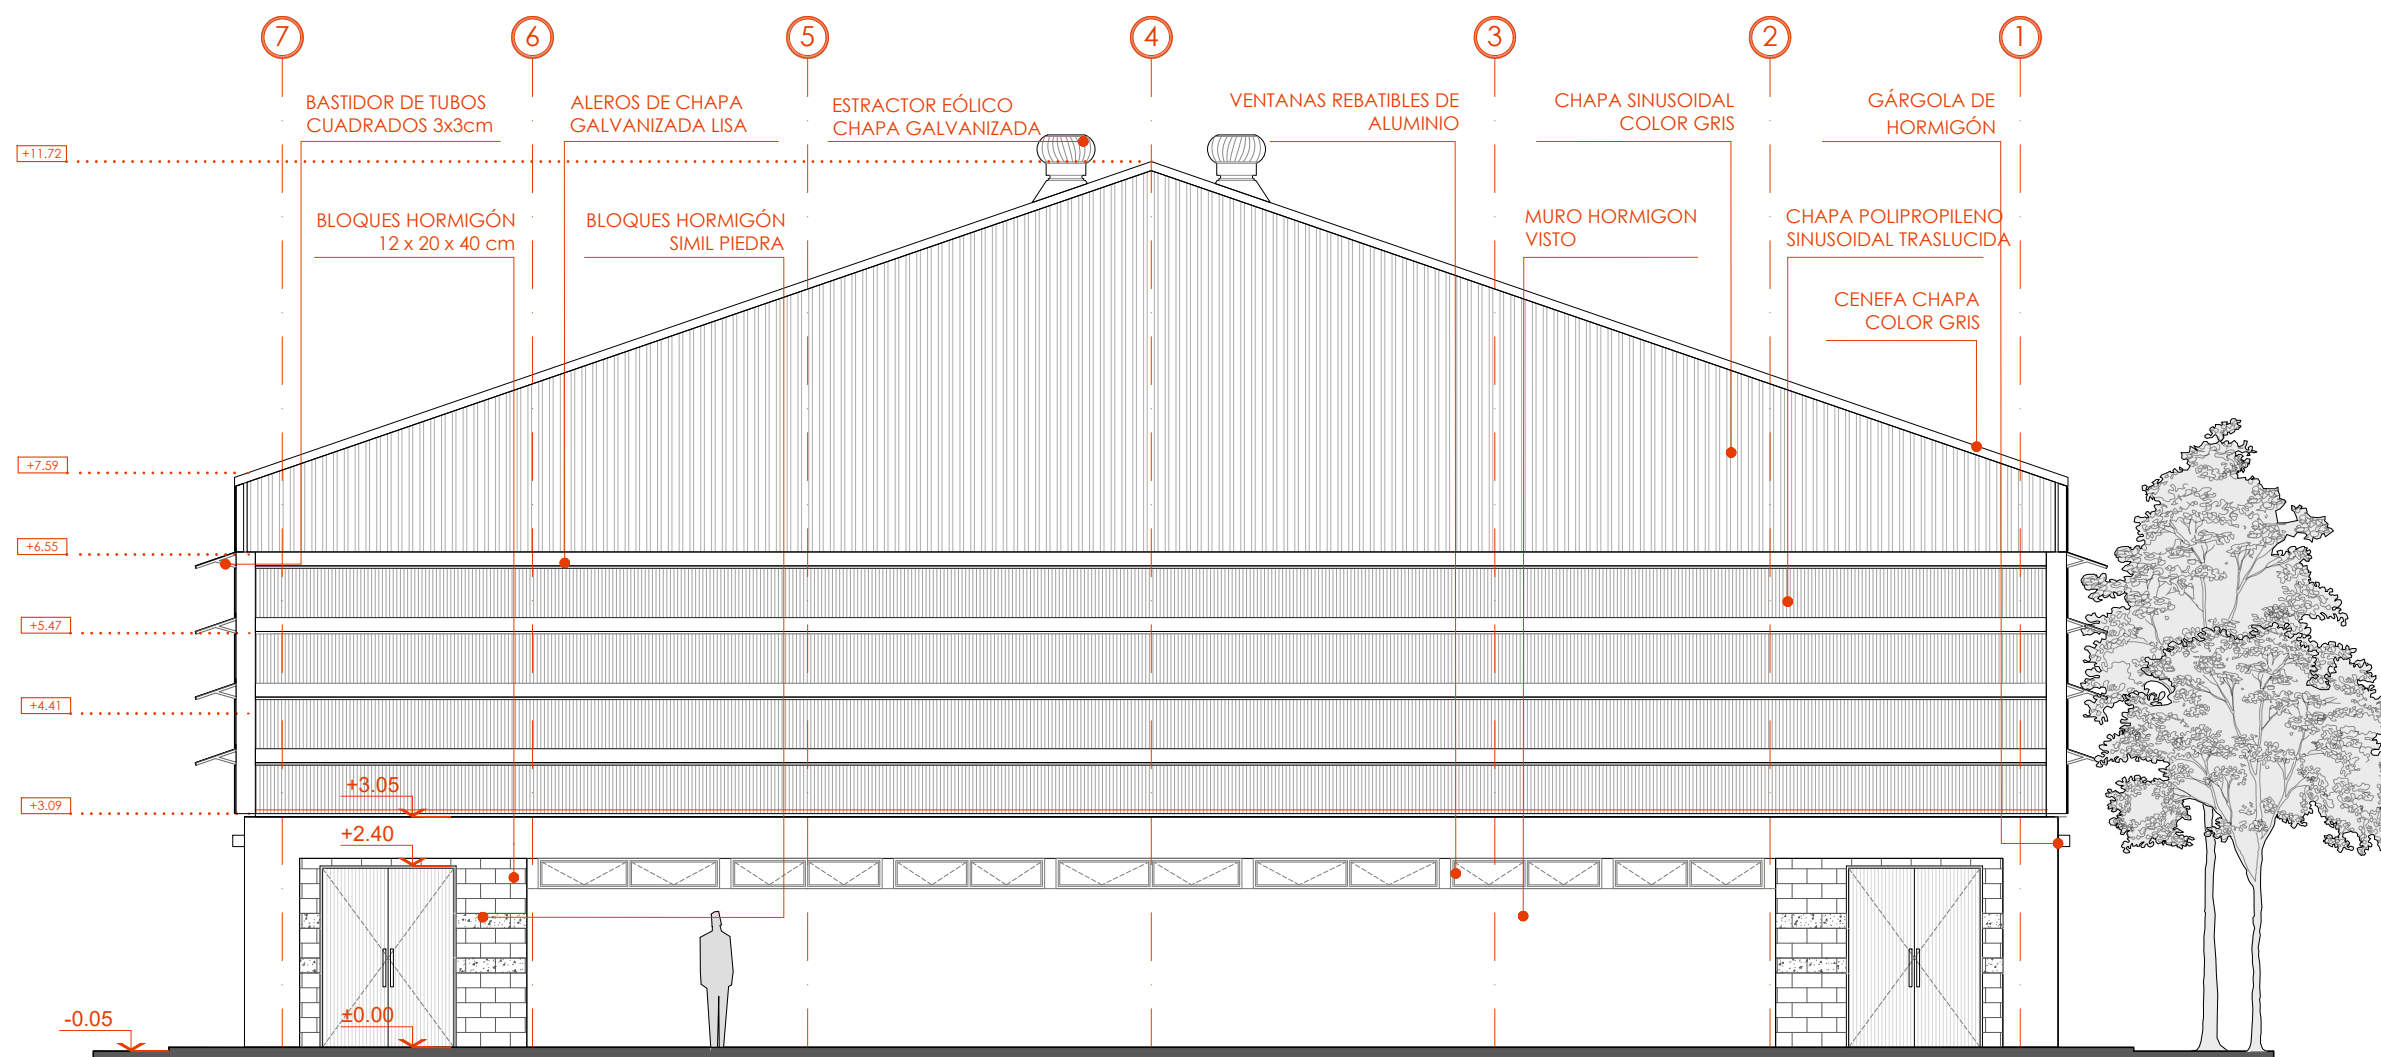 7 6 5 4 3 2 1
BASTIDOR DE TUBOS
CUADRADOS 3x3cm
ALEROS DE CHAPA
GALVANIZADA LISA
ESTRACTOR EÓLICO
CHAPA GALVANIZADA
VENTANAS REBATIBLES DE
ALUMINIO
CHAPA SINUSOIDAL
COLOR GRIS
GÁRGOLA DE
HORMIGÓN
+11.72
BLOQUES HORMIGÓN
12 x 20 x 40 cm
BLOQUES HORMIGÓN
SIMIL PIEDRA
MURO HORMIGON
VISTO
CHAPA POLIPROPILENO
SINUSOIDAL TRASLUCIDA
CENEFA CHAPA
COLOR GRIS
+7.59
+6.55
+5.47
+4.41
+3.09
+3.05
+2.40
±0.00
-0.05